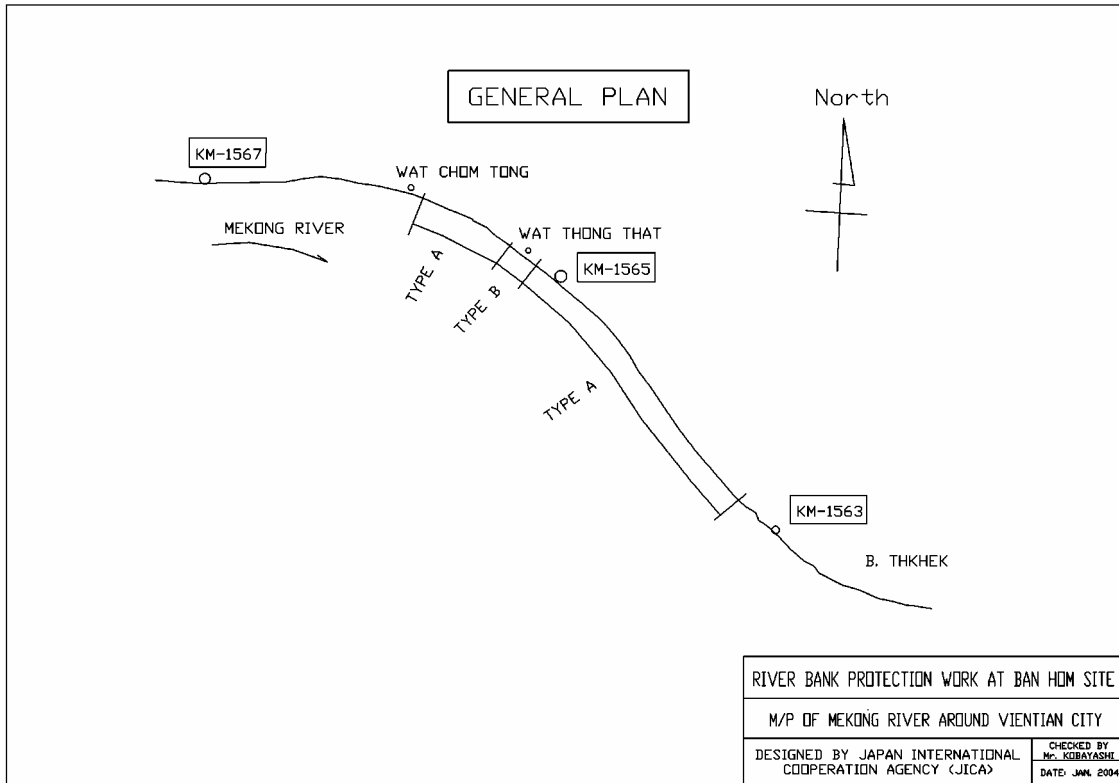 GENERAL PLAN
North
KM-1567
WAT CHOM TONG
MEKONG RIVER
WAT THONG THAT
KM-1565
TYPE A
TYPE B
TYPE A
KM-1563
B. THKHEK
RIVER BANK PROTECTION WORK AT BAN HOM SITE
M/P OF MEKONG RIVER AROUND VIENTIAN CITY
DESIGNED BY JAPAN INTERNATIONAL
COOPERATION AGENCY (JICA)
CHECKED BY
Mr. KOBAYASHI
DATE: JAN. 2004